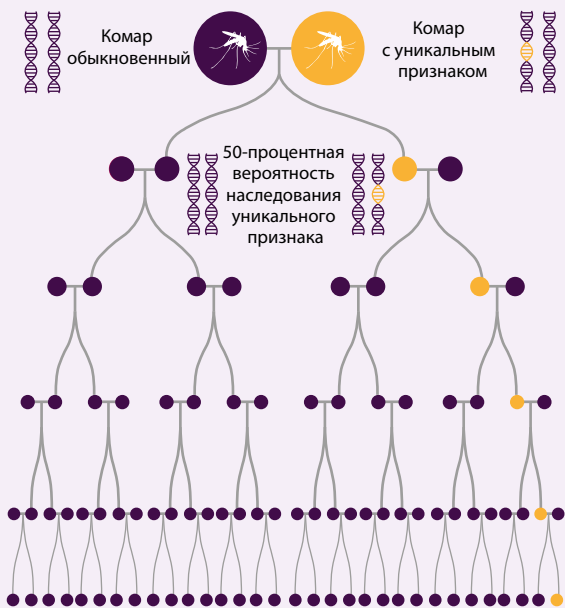 Комар
обыкновенный
Комар
с уникальным
признаком
50-процентная
вероятность
наследования
уникального
признака